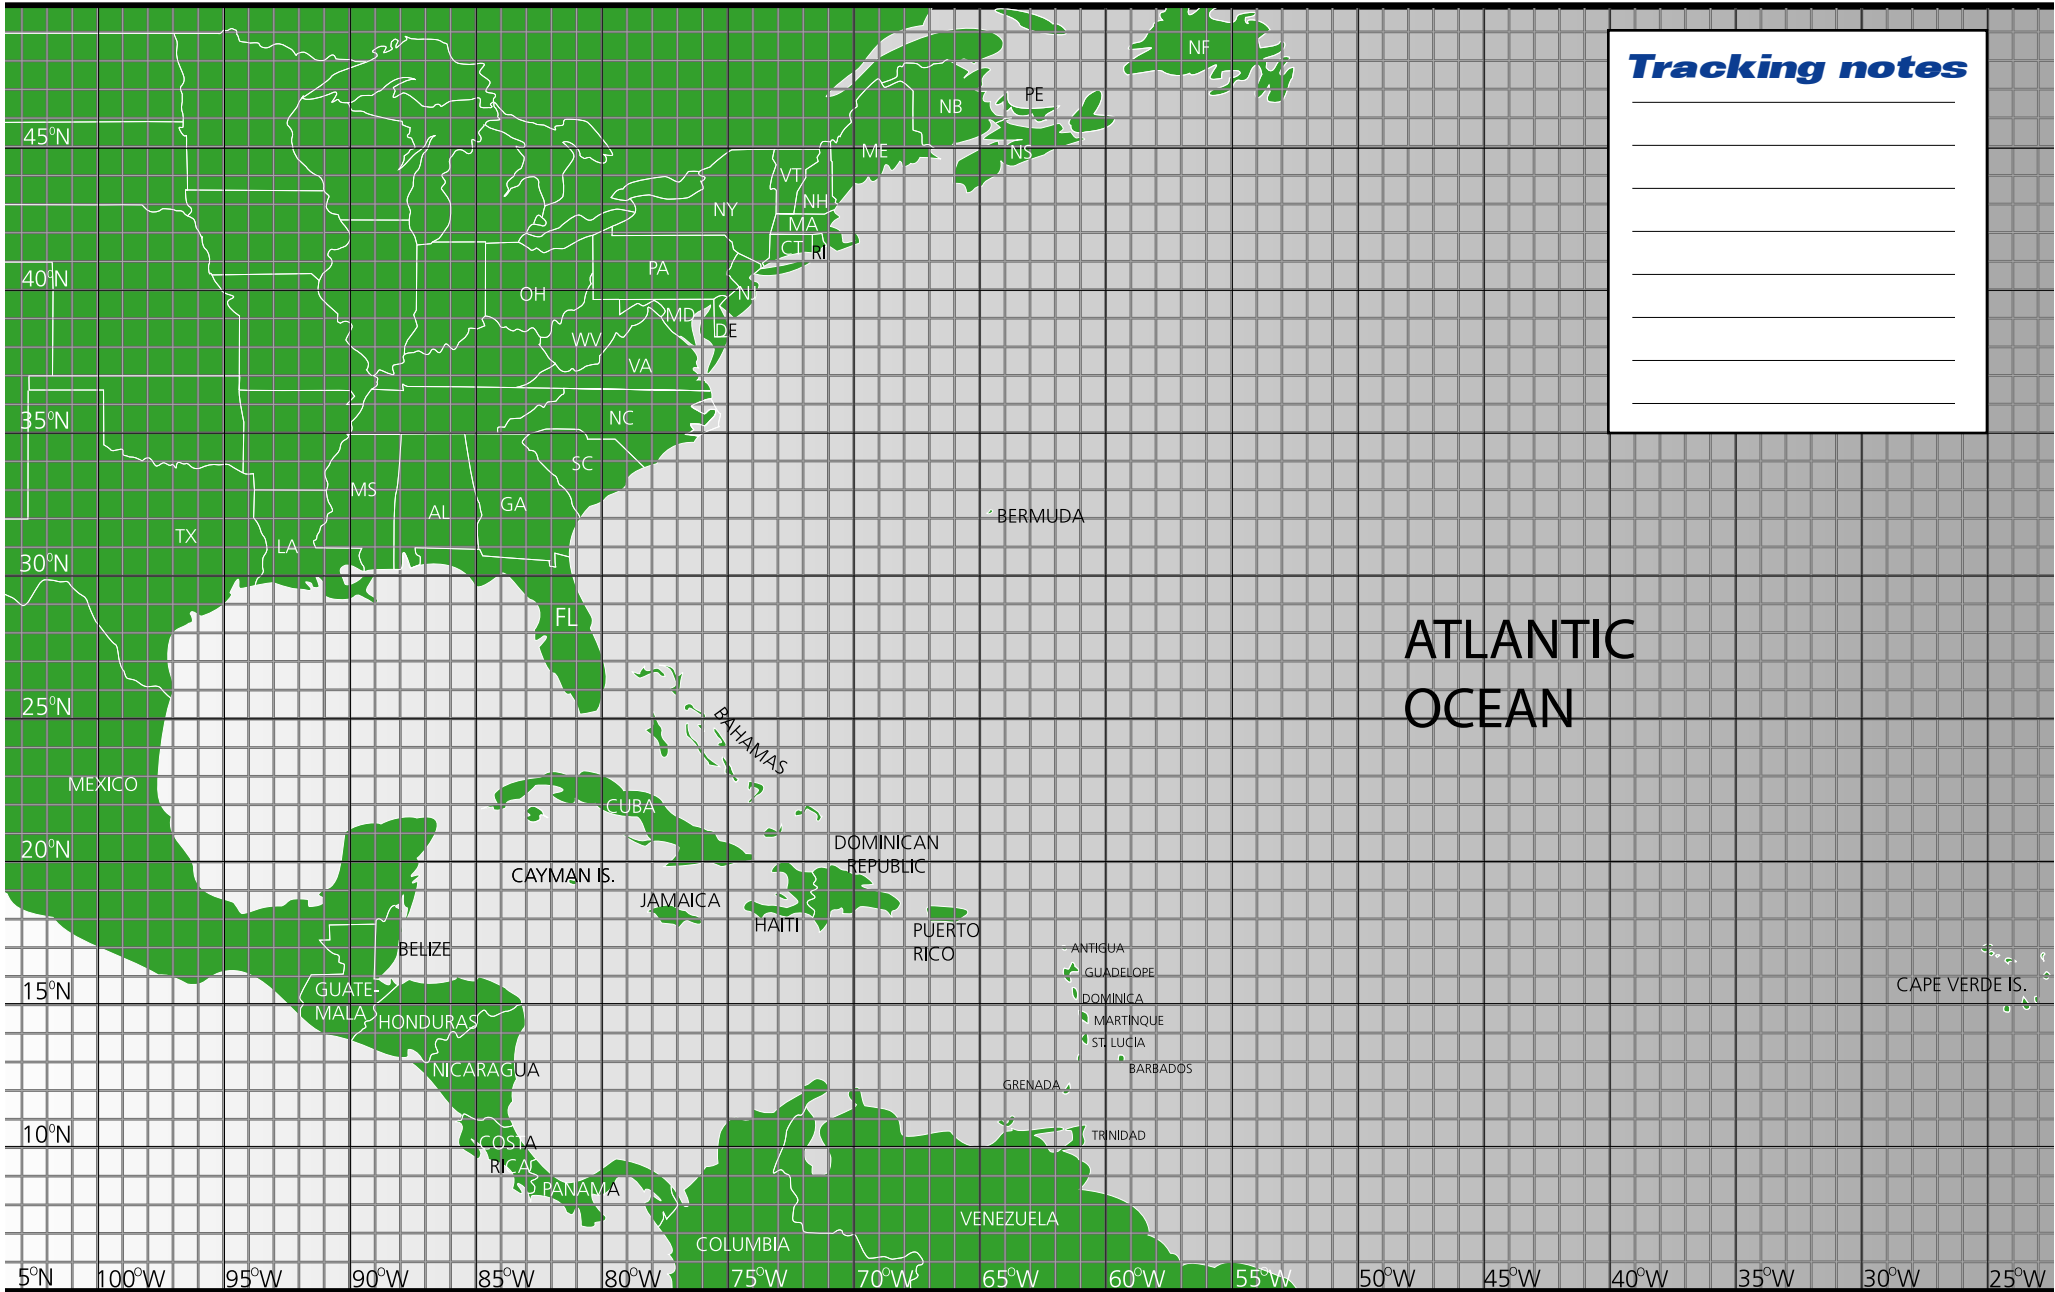 NF
Tracking notes
PE
NB
45°N
ME
NS
VT
NH
NY
MA
CT
RI
PA
40°N
OH
NJ
MD
DE
WV
VA
35°N
NC
SC
MS
GA
AL
BERMUDA
TX
LA
30°N
FL
ATLANTIC
OCEAN
25°N
BAHAMAS
MEXICO
CUBA
20°N
DOMINICAN
REPUBLIC
CAYMAN IS.
JAMAICA
HAITI
PUERTO
RICO
BELIZE
ANTIGUA
GUADELOPE
CAPE VERDE IS.
15°N
GUATE-
MALA
DOMINICA
HONDURAS
MARTINQUE
ST. LUCIA
NICARAGUA
BARBADOS
GRENADA
10°N
TRINIDAD
COSTA
RICA
PANAMA
VENEZUELA
COLUMBIA
5°N 100°W 95°W 90°W 85°W 80°W 75°W 70°W 65°W 60°W 55°W 50°W 45°W 40°W 35°W 30°W 25°W